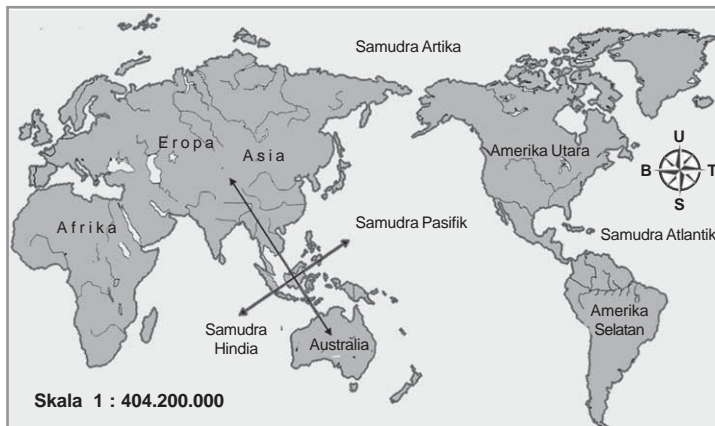 Samudra Artika
Eropa
Asia
Amerika Utara
U
B
T
S
Afrika
Samudra Pasifik
Samudra Atlantik
Samudra
Hindia
Australia
Amerika
Selatan
Skala 1 : 404.200.000